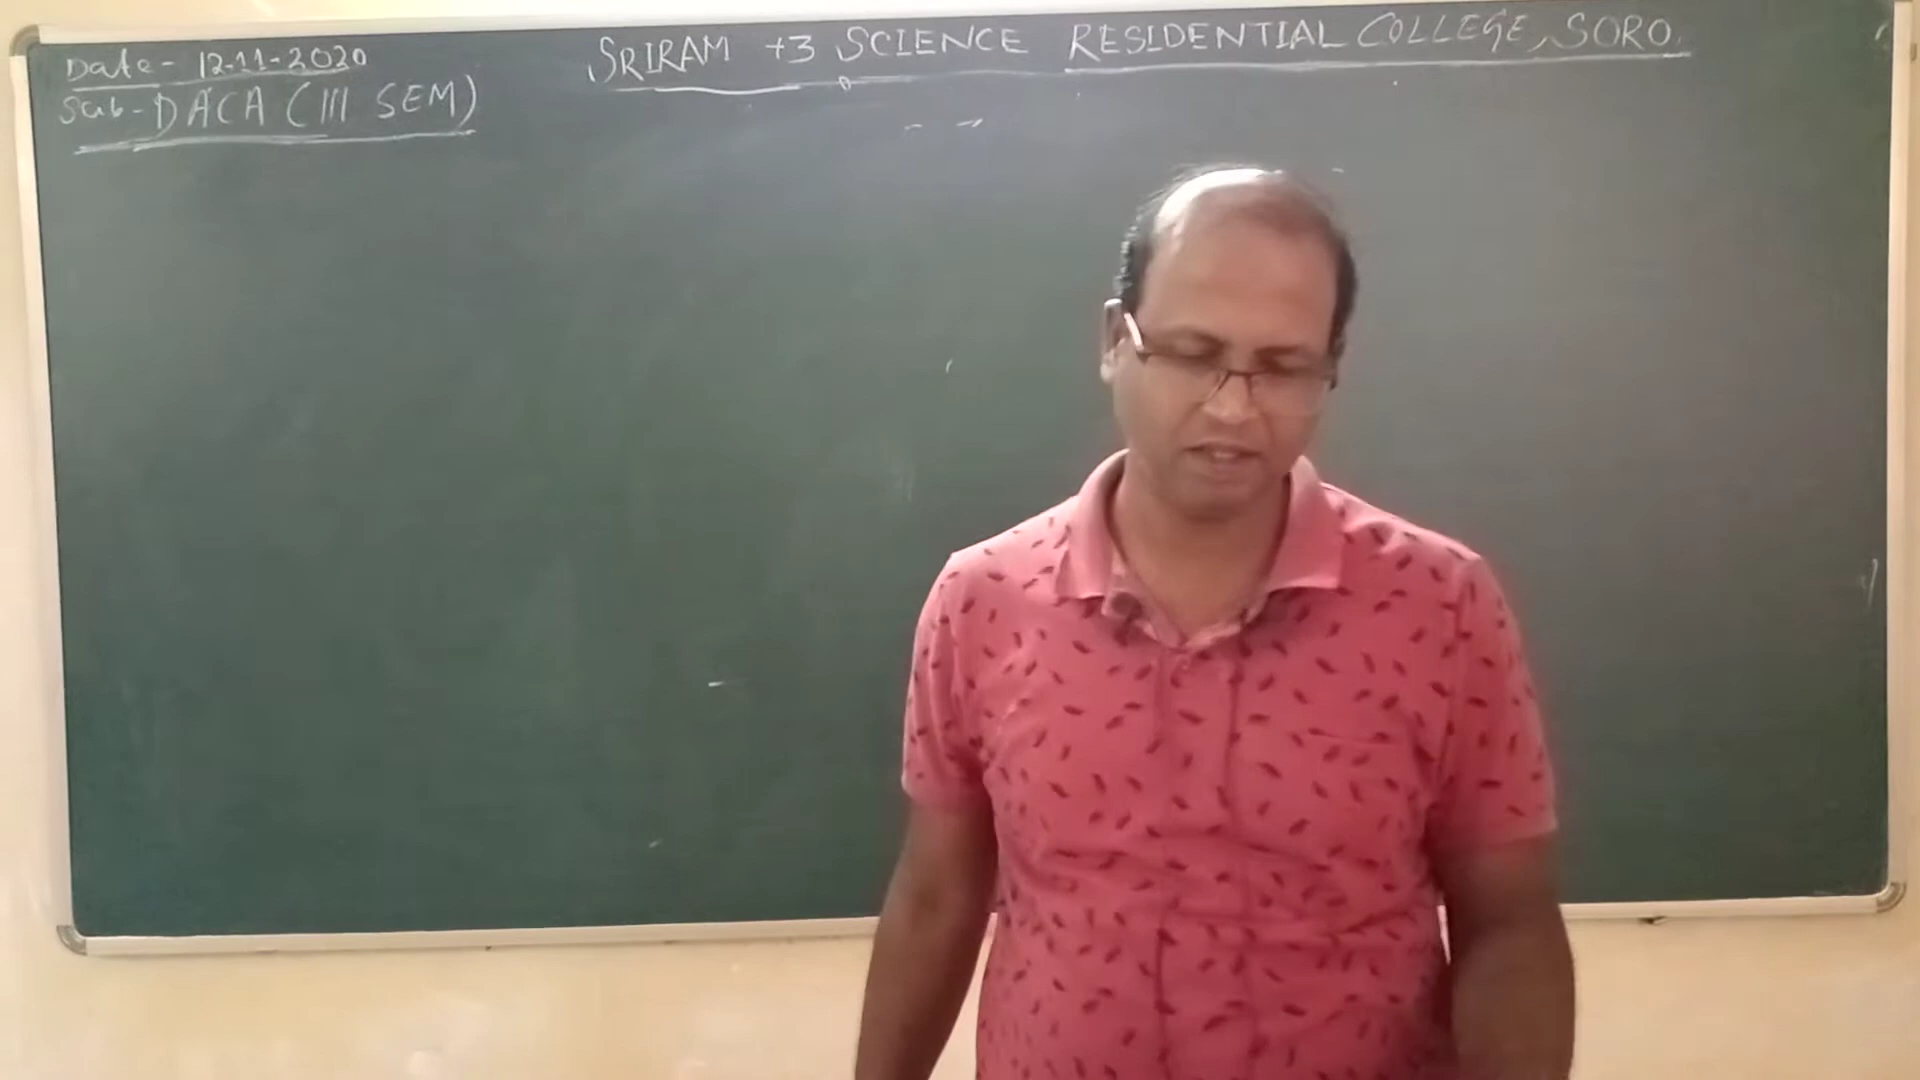 Date - 12-11-2020
SRIRAM +3 SCIENCE RESIDENTIAL COLLEGE, SORO.
Sub - DACA (III SEM)